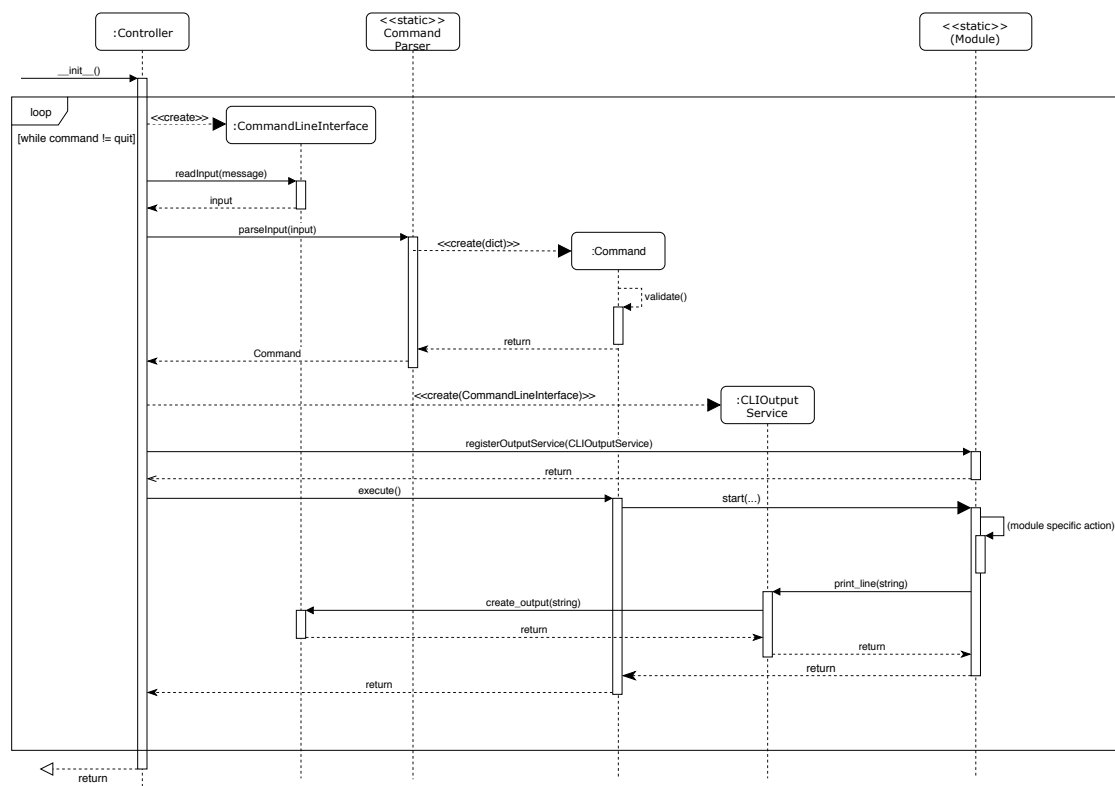 :Controller
<<static>>
Command
Parser
<<static>>
(Module)
__init__()
loop
[while command != quit]
<<create>>
:CommandLineInterface
readInput(message)
input
parseInput(input)
<<create(dict)>>
:Command
validate()
return
Command
<<create(CommandLineInterface)>>
:CLIOutput
Service
registerOutputService(CLIOutputService)
return
execute()
start(...)
(module specific action)
print_line(string)
create_output(string)
return
return
return
return
return